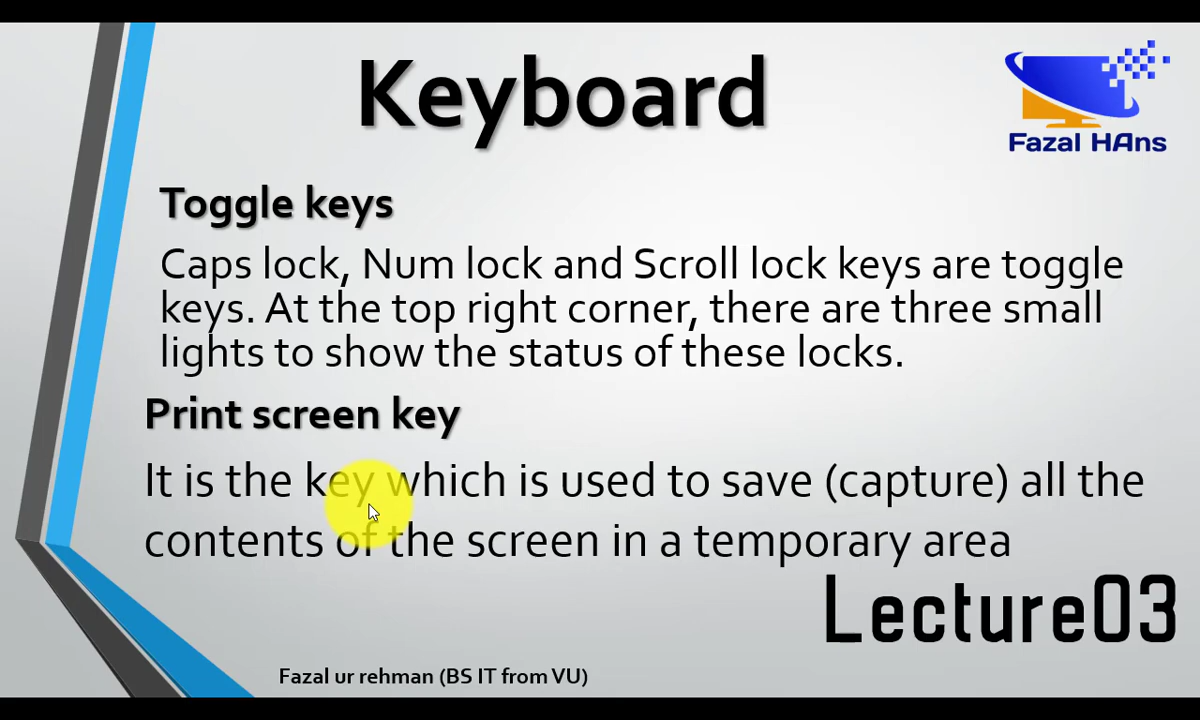 Keyboard
Fazal HAns
Toggle keys
Caps lock, Num lock and Scroll lock keys are toggle
keys. At the top right corner, there are three small
lights to show the status of these locks.
Print screen key
It is the key which is used to save (capture) all the
contents of the screen in a temporary area
Lecture03
Fazal ur rehman (BS IT from VU)